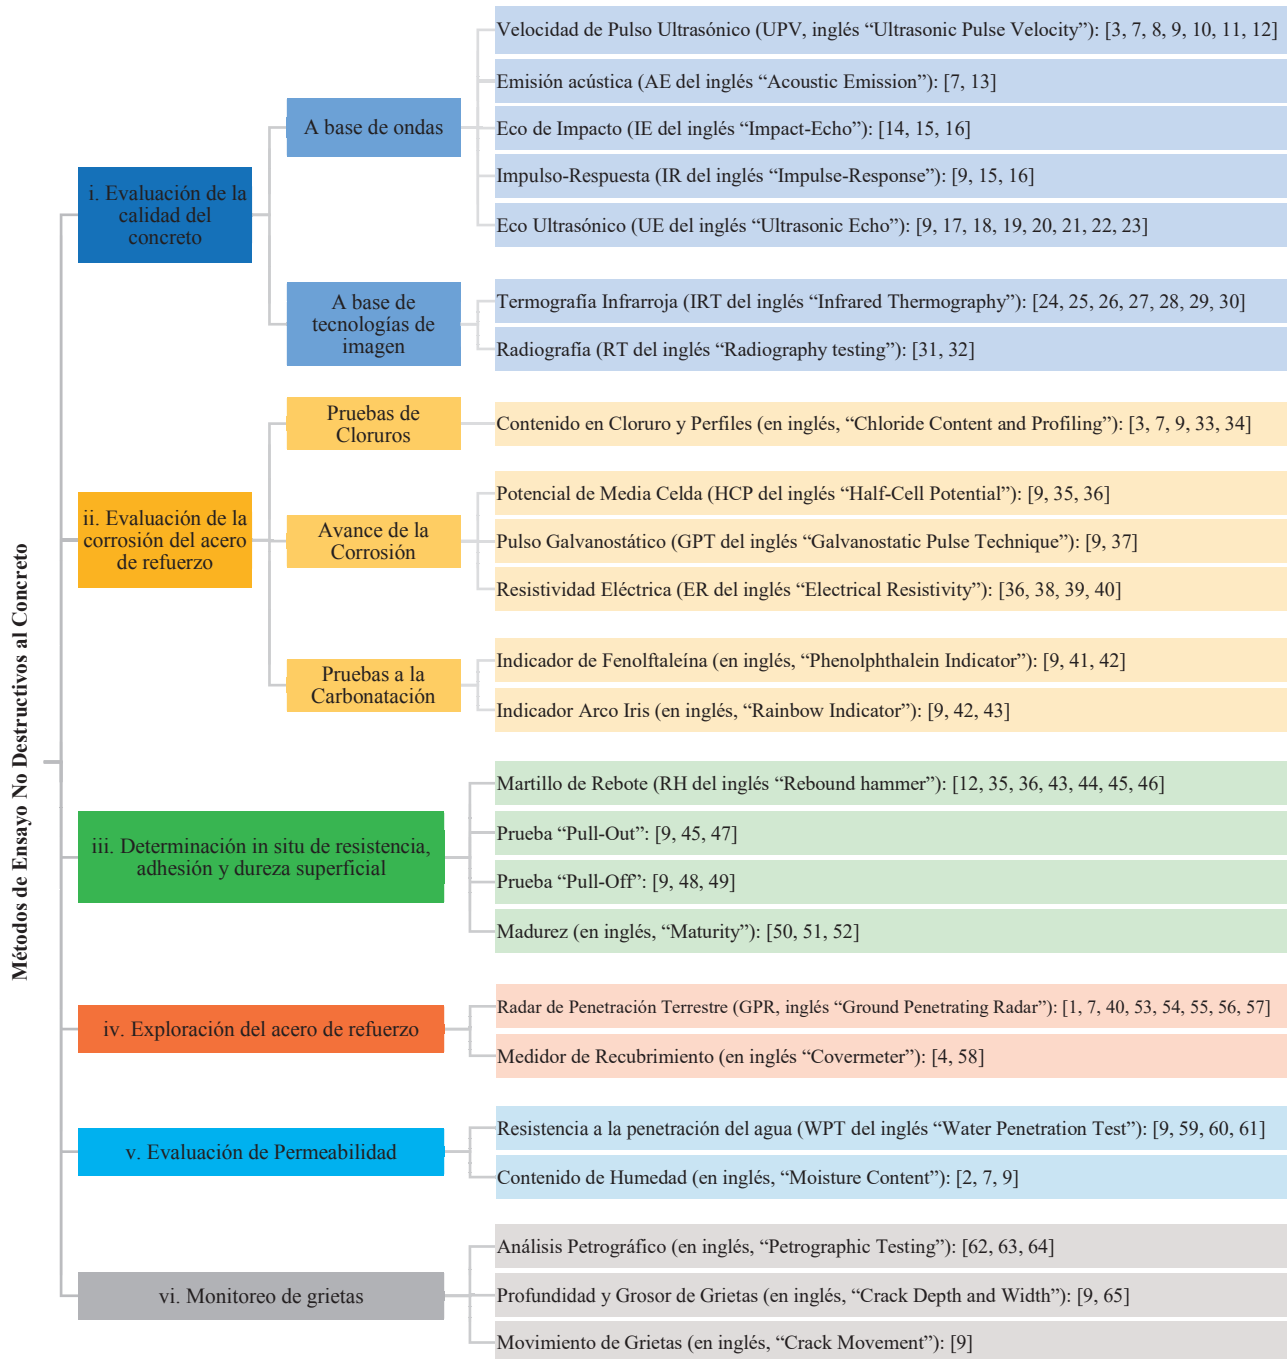 Métodos de Ensayo No Destructivos al Concreto
i. Evaluación de la
calidad del
concreto
A base de ondas
Velocidad de Pulso Ultrasónico (UPV, inglés “Ultrasonic Pulse Velocity”): [3, 7, 8, 9, 10, 11, 12]
Emisión acústica (AE del inglés “Acoustic Emission”): [7, 13]
Eco de Impacto (IE del inglés “Impact-Echo”): [14, 15, 16]
Impulso-Respuesta (IR del inglés “Impulse-Response”): [9, 15, 16]
Eco Ultrasónico (UE del inglés “Ultrasonic Echo”): [9, 17, 18, 19, 20, 21, 22, 23]
A base de
tecnologías de
imagen
Termografía Infrarroja (IRT del inglés “Infrared Thermography”): [24, 25, 26, 27, 28, 29, 30]
Radiografía (RT del inglés “Radiography testing”): [31, 32]
ii. Evaluación de la
corrosión del acero
de refuerzo
Pruebas de
Cloruros
Contenido en Cloruro y Perfiles (en inglés, “Chloride Content and Profiling”): [3, 7, 9, 33, 34]
Avance de la
Corrosión
Potencial de Media Celda (HCP del inglés “Half-Cell Potential”): [9, 35, 36]
Pulso Galvanostático (GPT del inglés “Galvanostatic Pulse Technique”): [9, 37]
Resistividad Eléctrica (ER del inglés “Electrical Resistivity”): [36, 38, 39, 40]
Pruebas a la
Carbonatación
Indicador de Fenolftaleína (en inglés, “Phenolphthalein Indicator”): [9, 41, 42]
Indicador Arco Iris (en inglés, “Rainbow Indicator”): [9, 42, 43]
iii. Determinación in situ de resistencia,
adhesión y dureza superficial
Martillo de Rebote (RH del inglés “Rebound hammer”): [12, 35, 36, 43, 44, 45, 46]
Prueba “Pull-Out”: [9, 45, 47]
Prueba “Pull-Off”: [9, 48, 49]
Madurez (en inglés, “Maturity”): [50, 51, 52]
iv. Exploración del acero de refuerzo
Radar de Penetración Terrestre (GPR, inglés “Ground Penetrating Radar”): [1, 7, 40, 53, 54, 55, 56, 57]
Medidor de Recubrimiento (en inglés “Covermeter”): [4, 58]
v. Evaluación de Permeabilidad
Resistencia a la penetración del agua (WPT del inglés “Water Penetration Test”): [9, 59, 60, 61]
Contenido de Humedad (en inglés, “Moisture Content”): [2, 7, 9]
vi. Monitoreo de grietas
Análisis Petrográfico (en inglés, “Petrographic Testing”): [62, 63, 64]
Profundidad y Grosor de Grietas (en inglés, “Crack Depth and Width”): [9, 65]
Movimiento de Grietas (en inglés, “Crack Movement”): [9]